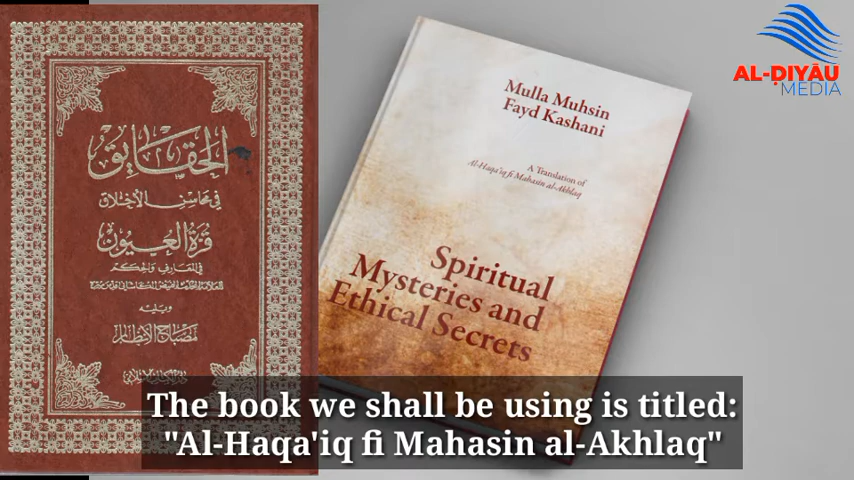 الحقايق
في محاسن الأخلاق
قرة العيون
في المعارف والحكم
ويليه
مصباح الأنظار
Mulla Muhsin
Fayd Kashani
A Translation of
Al-Haqa'iq fi Mahasin al-Akhlaq
Spiritual
Mysteries and
Ethical Secrets
AL-ḌIYĀU
MEDIA
The book we shall be using is titled:
"Al-Haqa'iq fi Mahasin al-Akhlaq"